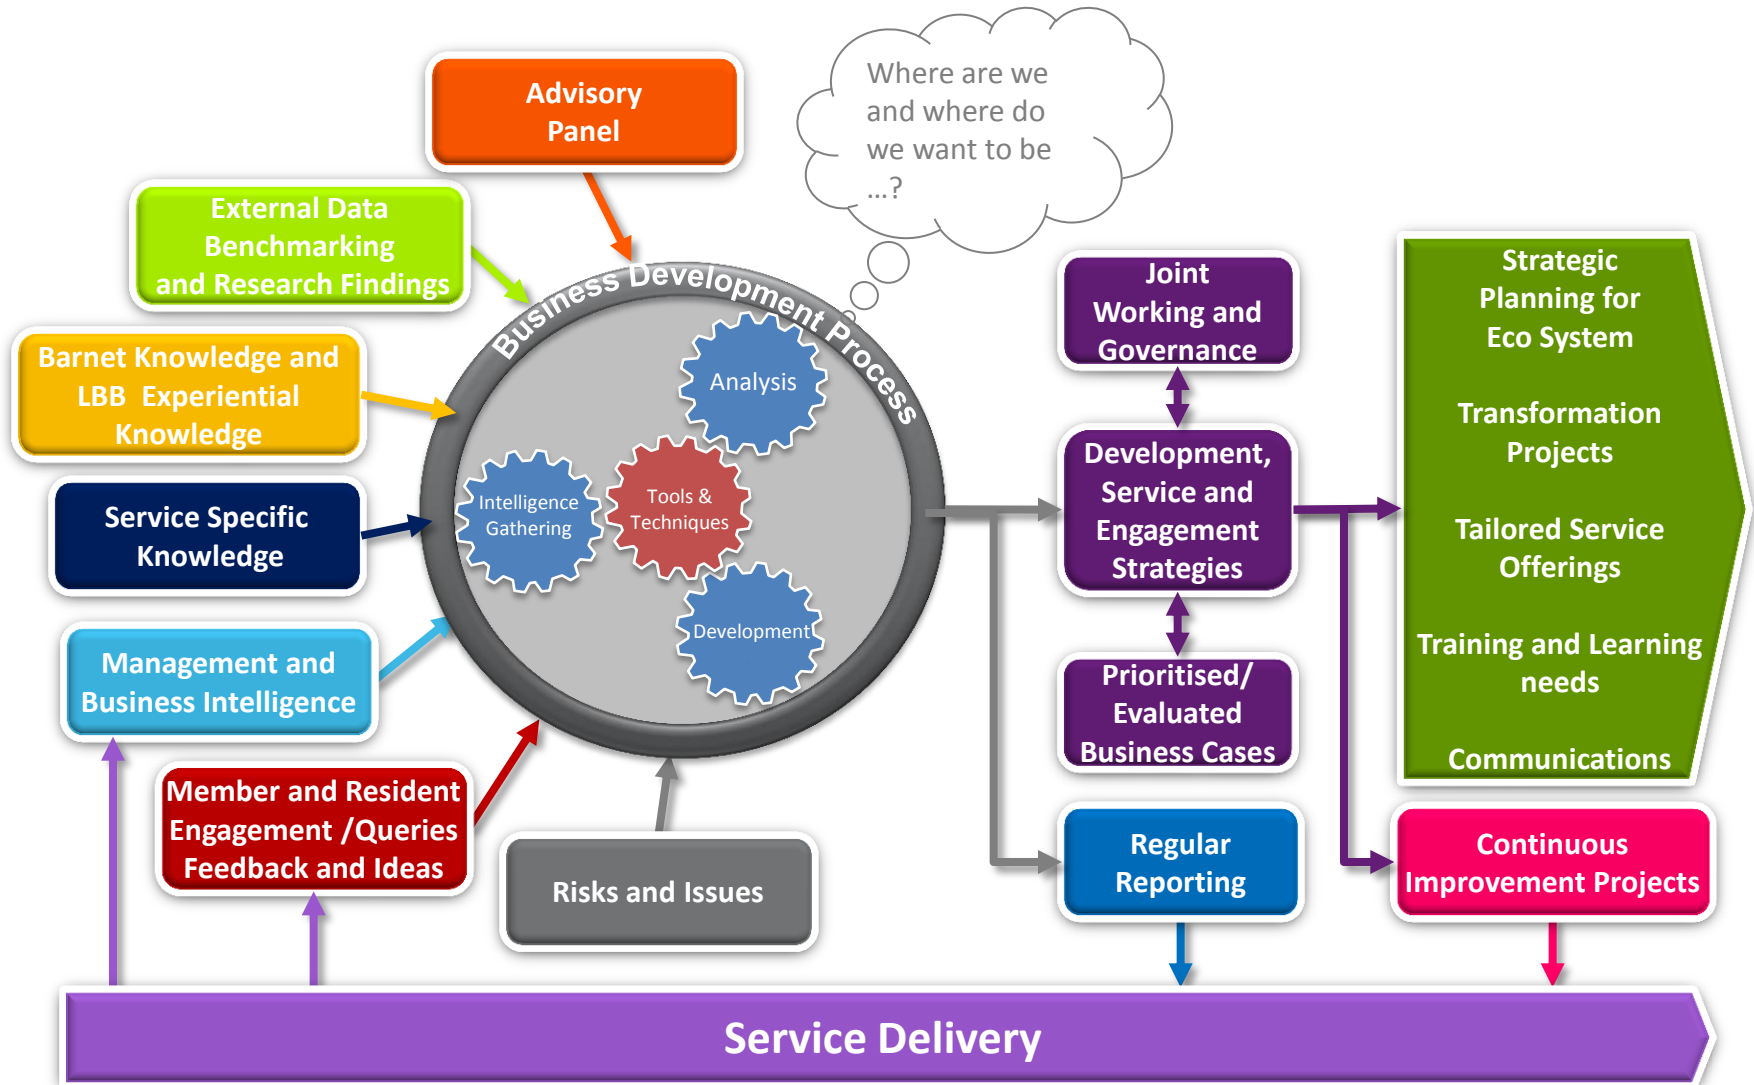 Where are we
and where do
we want to be
...?
Advisory
Panel
External Data
Benchmarking
and Research Findings
Barnet Knowledge and
LBB Experiential
Knowledge
Service Specific
Knowledge
Management and
Business Intelligence
Member and Resident
Engagement /Queries
Feedback and Ideas
Risks and Issues
Business Development Process
Analysis
Intelligence
Gathering
Tools &
Techniques
Development
Joint
Working and
Governance
Development,
Service and
Engagement
Strategies
Prioritised/
Evaluated
Business Cases
Regular
Reporting
Strategic
Planning for
Eco System
Transformation
Projects
Tailored Service
Offerings
Training and Learning
needs
Communications
Continuous
Improvement Projects
Service Delivery